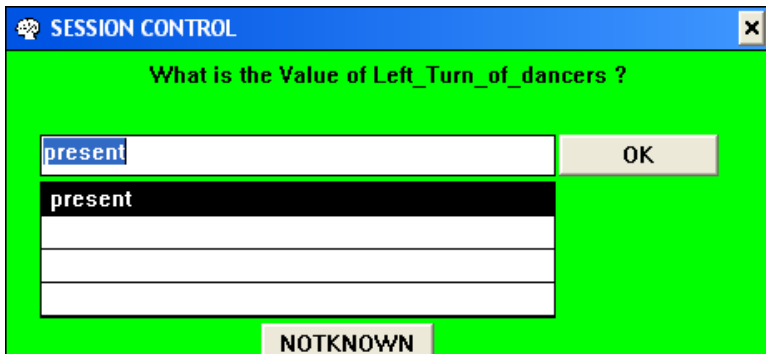 SESSION CONTROL
What is the Value of Left_Turn_of_dancers ?
present
OK
present
NOTKNOWN